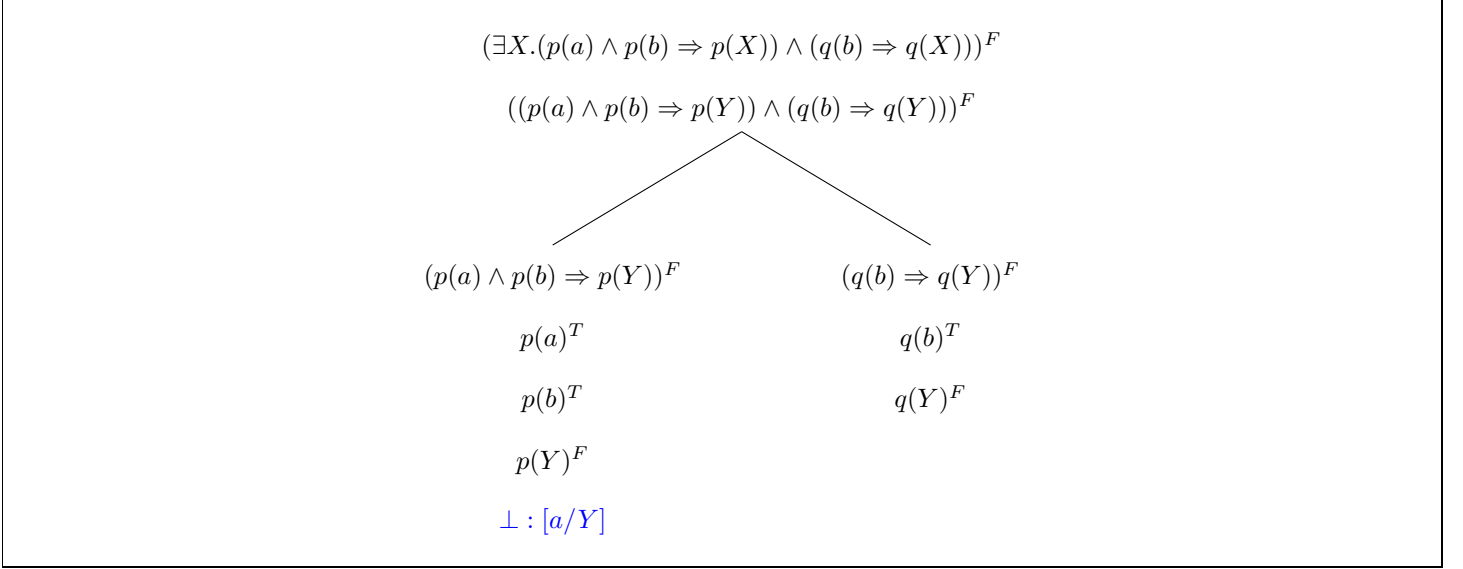 (∃X.(p(a) ∧ p(b) ⇒ p(X)) ∧ (q(b) ⇒ q(X)))^F
((p(a) ∧ p(b) ⇒ p(Y)) ∧ (q(b) ⇒ q(Y)))^F
(p(a) ∧ p(b) ⇒ p(Y))^F (q(b) ⇒ q(Y))^F
p(a)^T q(b)^T
p(b)^T q(Y)^F
p(Y)^F
⊥ : [a/Y]